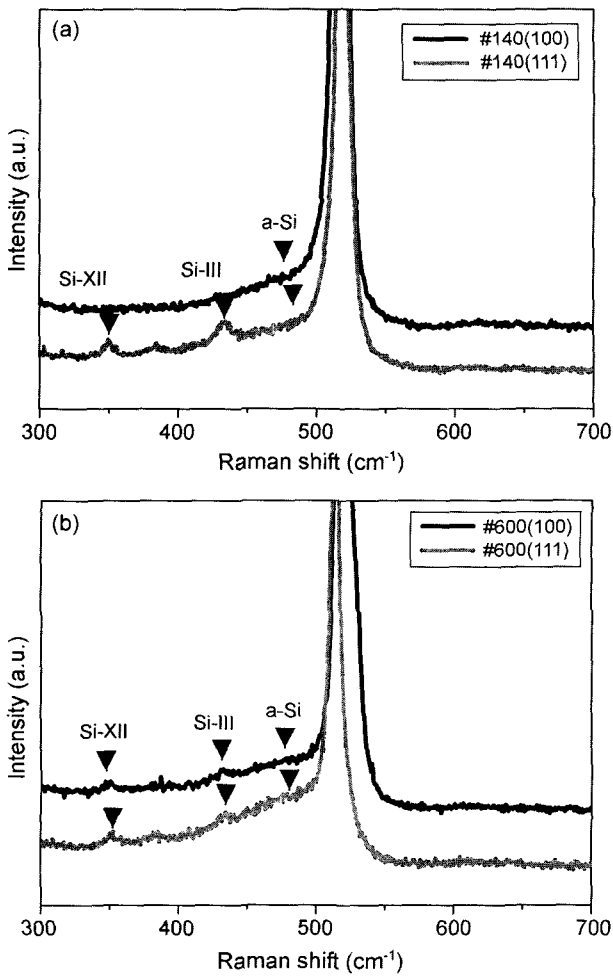 (a)
#140(100)
#140(111)
a-Si
Si-XII
Si-III
Intensity (a.u.)
300 400 500 600 700
Raman shift (cm⁻¹)
(b)
#600(100)
#600(111)
a-Si
Si-XII
Si-III
Intensity (a.u.)
300 400 500 600 700
Raman shift (cm⁻¹)